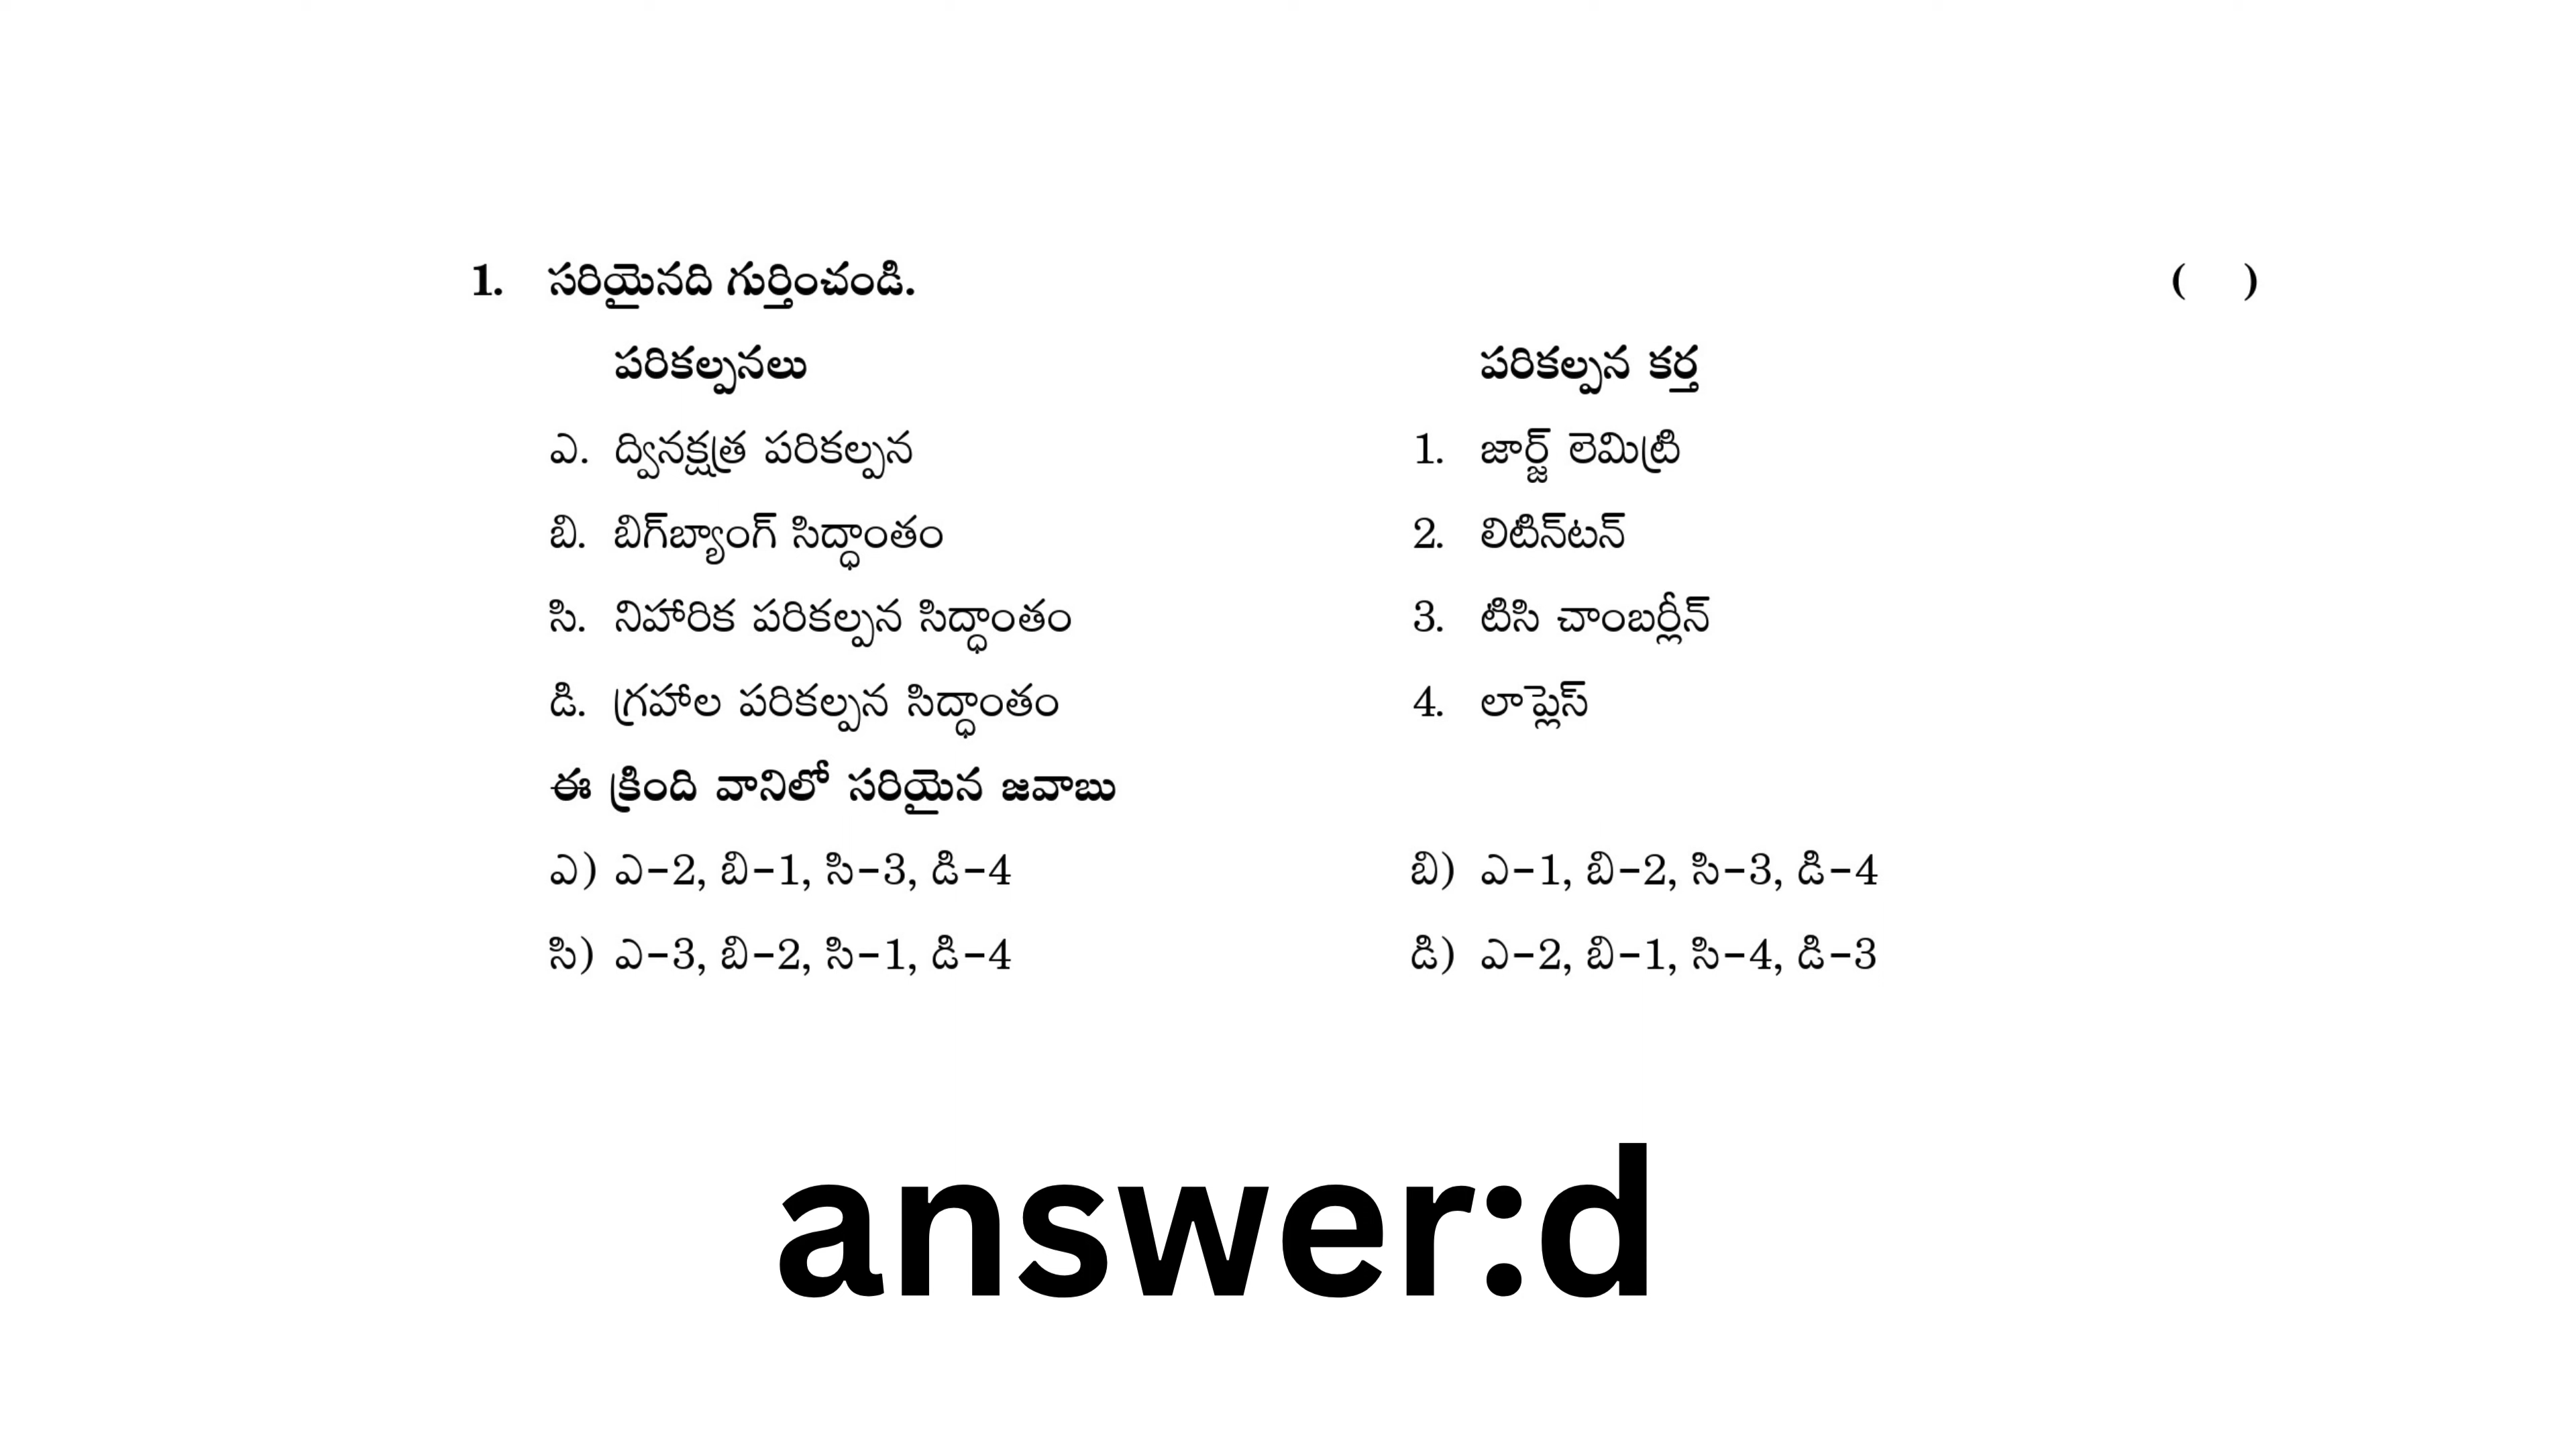 1. సరియైనది గుర్తించండి. ( )
పరికల్పనలు పరికల్పన కర్త
ఎ. ద్వినక్షత్ర పరికల్పన 1. జార్జ్ లెమిట్రి
బి. బిగ్‌బ్యాంగ్ సిద్ధాంతం 2. లిటిన్‌టన్
సి. నిహారిక పరికల్పన సిద్ధాంతం 3. టిసి చాంబర్లీన్
డి. గ్రహాల పరికల్పన సిద్ధాంతం 4. లాప్లెస్
ఈ క్రింది వానిలో సరియైన జవాబు
ఎ) ఎ-2, బి-1, సి-3, డి-4 బి) ఎ-1, బి-2, సి-3, డి-4
సి) ఎ-3, బి-2, సి-1, డి-4 డి) ఎ-2, బి-1, సి-4, డి-3
answer:d